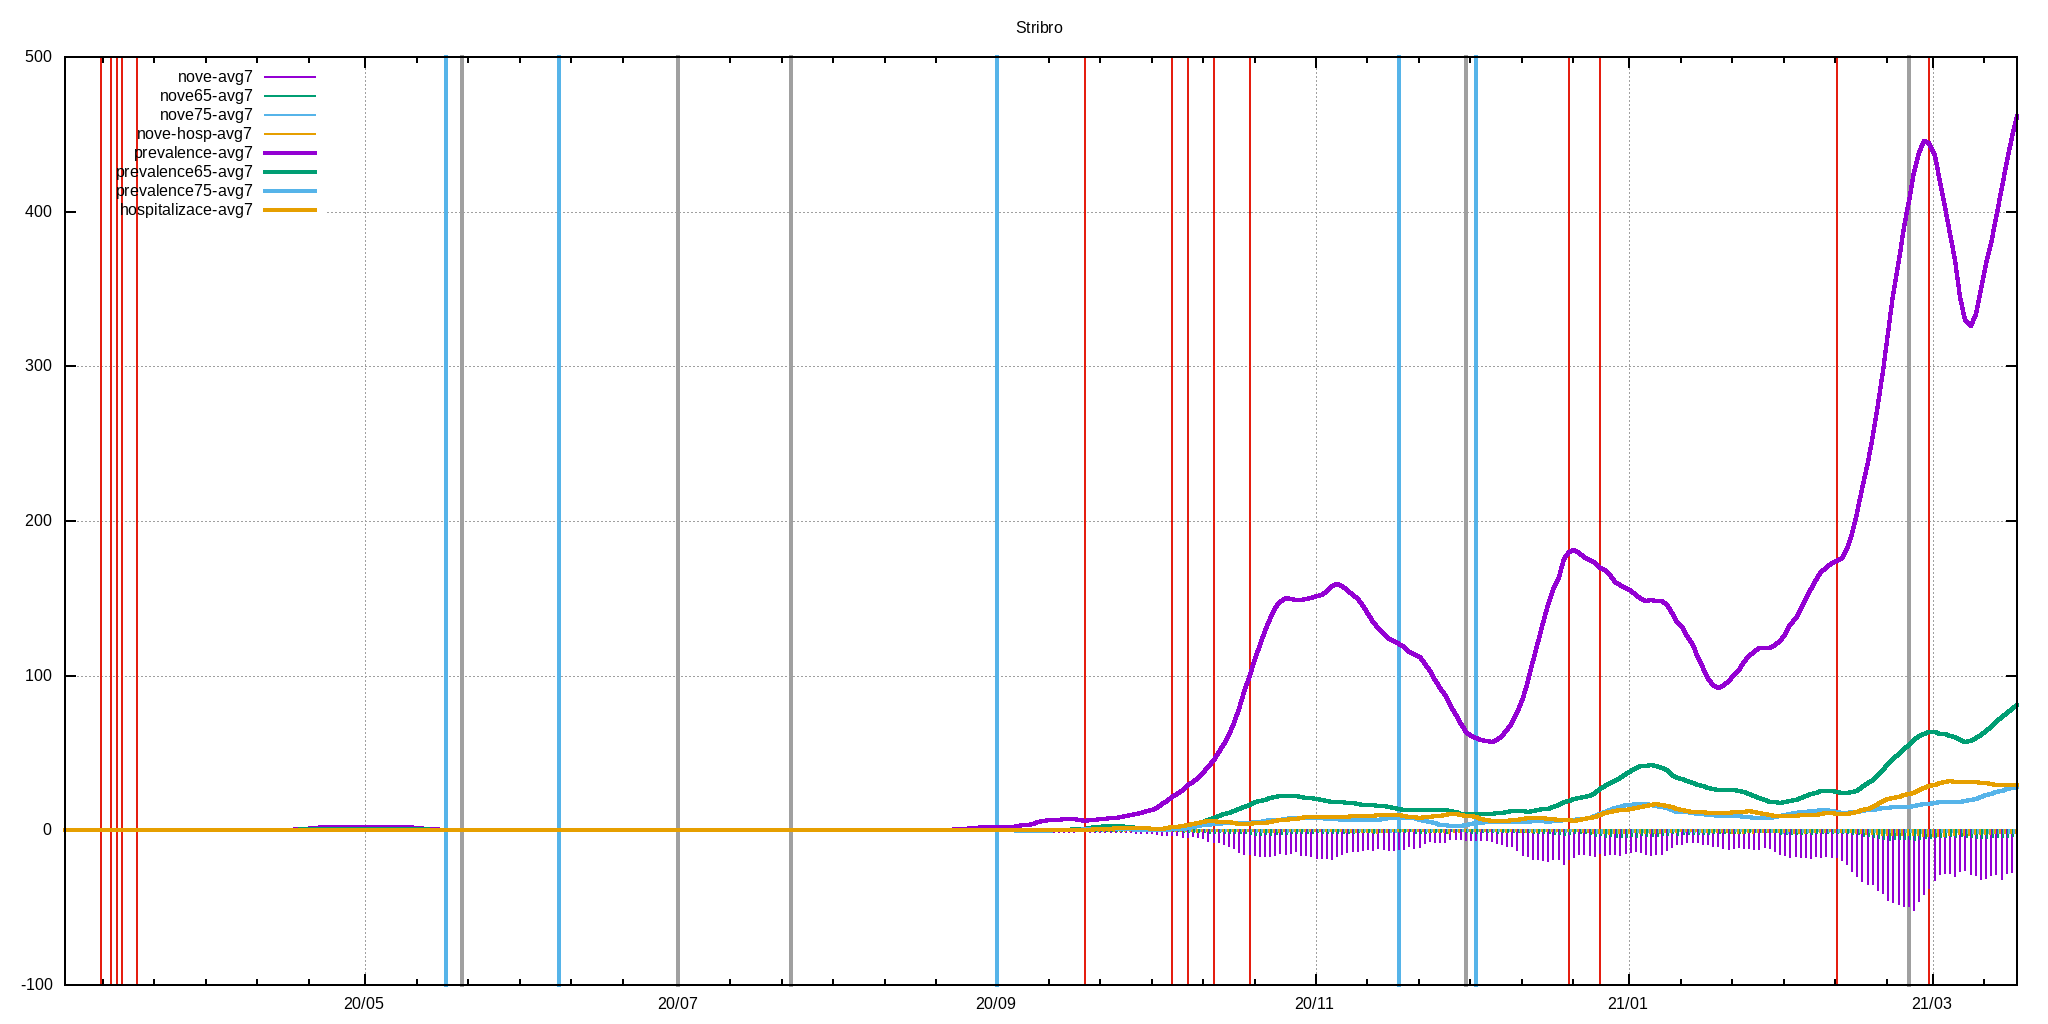 Stribro
500
nove-avg7
nove65-avg7
nove75-avg7
nove-hosp-avg7
prevalence-avg7
prevalence65-avg7
prevalence75-avg7
hospitalizace-avg7
400
300
200
100
0
-100
20/05 20/07 20/09 20/11 21/01 21/03